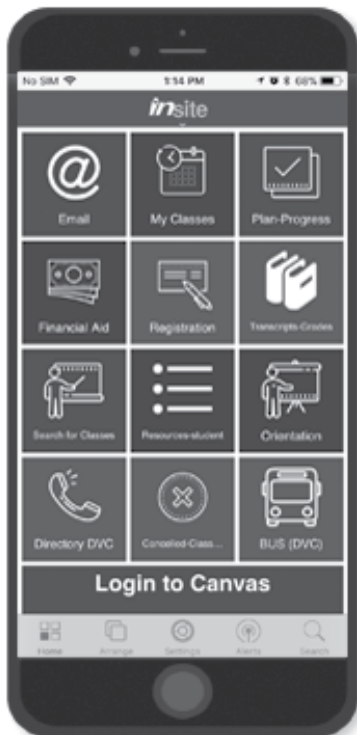 No SIM 1:14 PM 68%
insite
Email My Classes Plan-Progress
Financial Aid Registration Transcripts-Grades
Search for Classes Resources-student Orientation
Directory DVC Cancelled-Class... BUS (DVC)
Login to Canvas
Home Arrange Settings Alerts Search